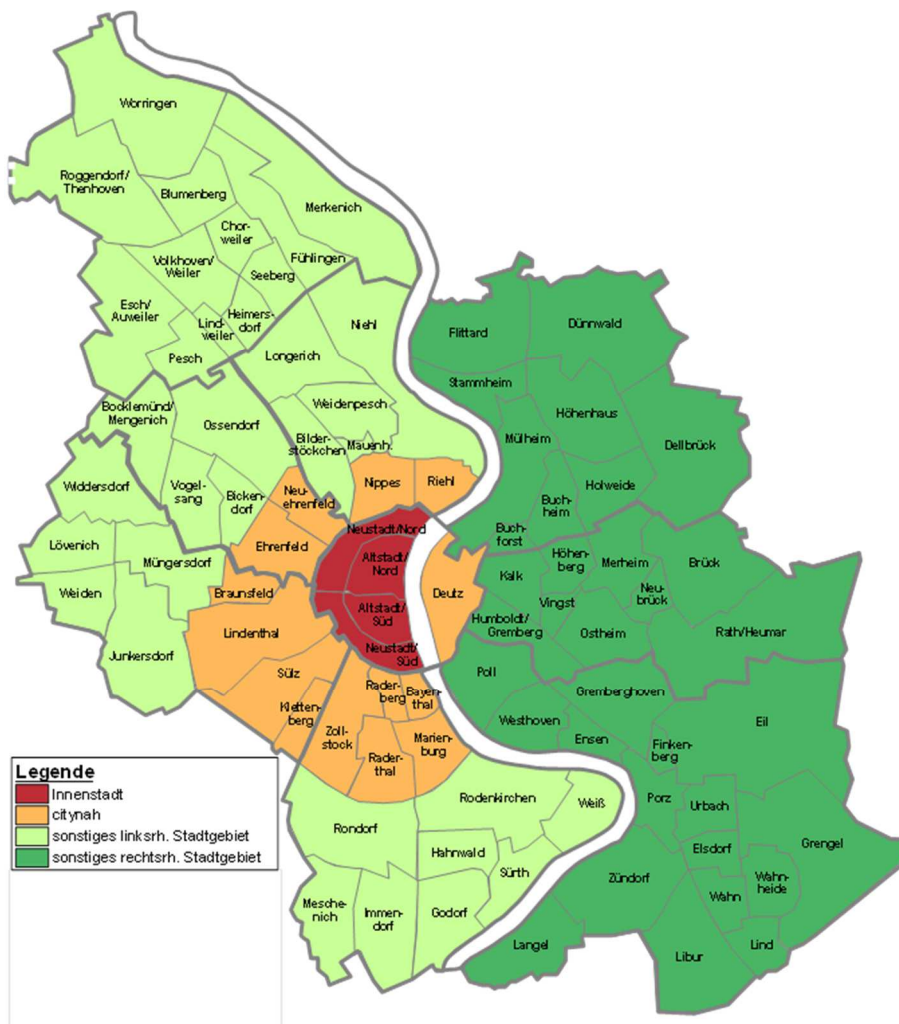 Worringen
Roggendorf/
Thenhoven
Blumenberg
Merkenich
Chor-
weiler
Volkhoven/
Weiler
Fühlingen
Seeberg
Esch/
Auweiler
Lind-
weiler
Heimers-
dorf
Pesch
Niehl
Longerich
Flittard
Dünnwald
Stammheim
Bocklemünd/
Mengenich
Ossendorf
Weidenpesch
Bilder-
stöckchen
Mauenh.
Höhenhaus
Mülheim
Dellbrück
Widdersdorf
Vogel-
sang
Bicken-
dorf
Neu-
ehrenfeld
Nippes
Riehl
Holweide
Buch-
heim
Buch-
forst
Lövenich
Müngersdorf
Ehrenfeld
Neustadt/Nord
Altstadt/
Nord
Weiden
Braunsfeld
Deutz
Kalk
Höhen-
berg
Merheim
Brück
Neu-
brück
Vingst
Altstadt/
Süd
Humboldt/
Gremberg
Ostheim
Rath/Heumar
Lindenthal
Junkersdorf
Neustadt/
Süd
Sülz
Rader-
berg
Bayen-
thal
Poll
Gremberghoven
Kletten-
berg
Zoll-
stock
Marien-
burg
Rader-
thal
Westhoven
Ensen
Finken-
berg
Eil
Legende
Innenstadt
citynah
sonstiges linksrh. Stadtgebiet
sonstiges rechtsrh. Stadtgebiet
Rodenkirchen
Weiß
Rondorf
Hahnwald
Sürth
Porz
Urbach
Elsdorf
Grengel
Zündorf
Wahn
Wahn-
heide
Mesche-
nich
Immen-
dorf
Godorf
Langel
Libur
Lind